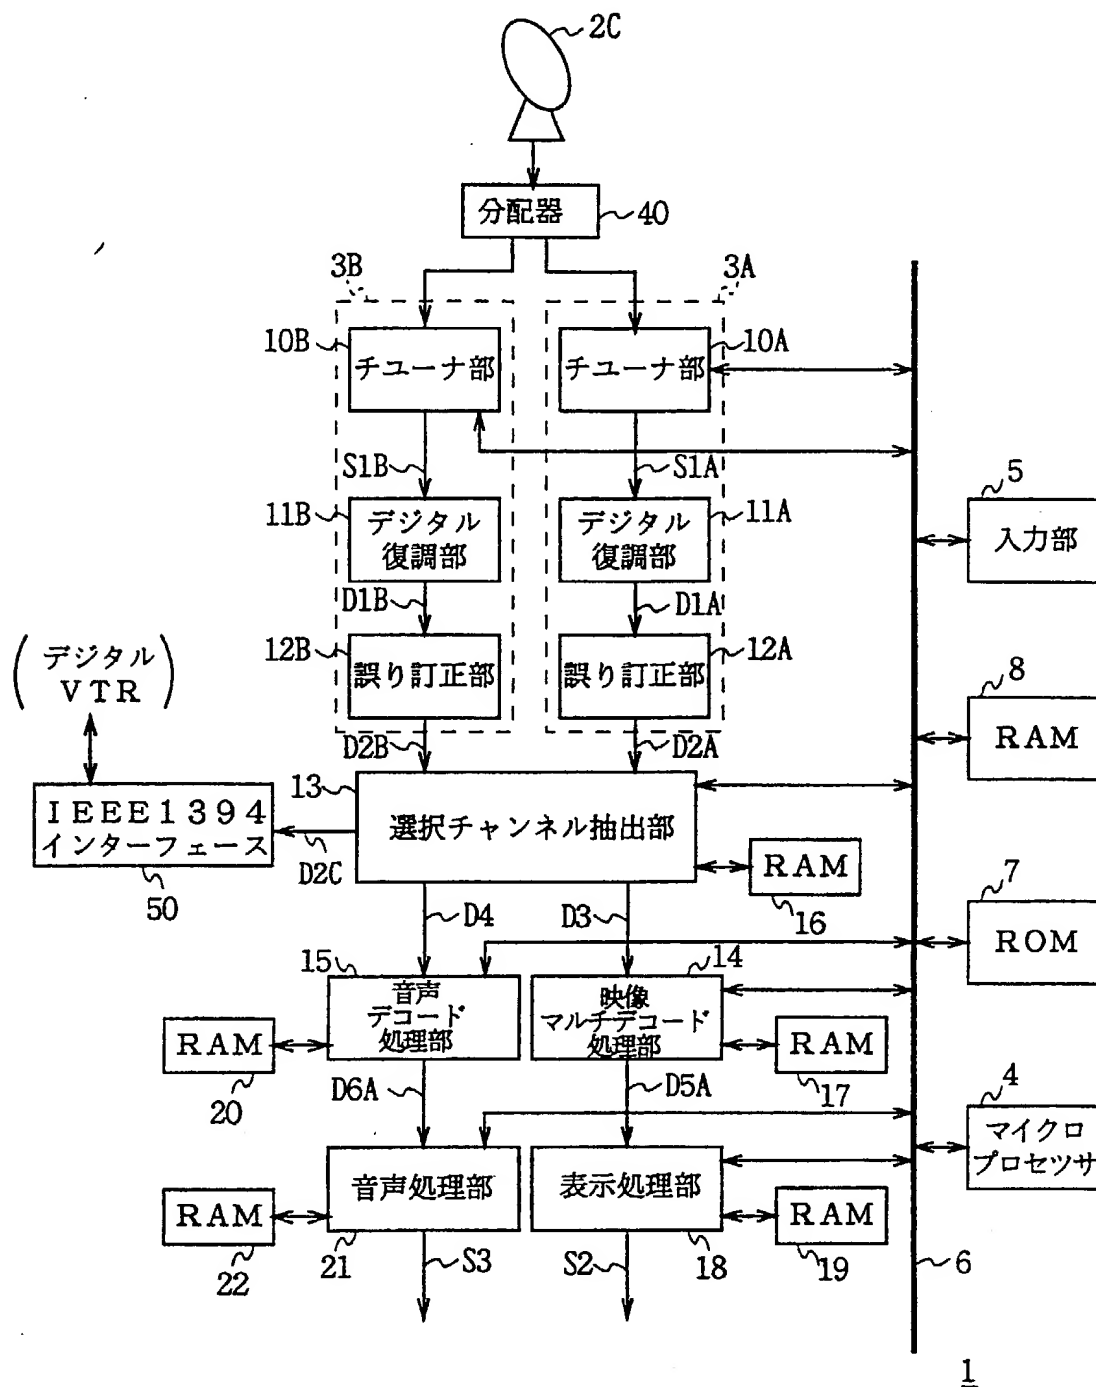 2C
分配器
40
3B
3A
10B
チユーナ部
チユーナ部
10A
S1B
S1A
5
入力部
11B
デジタル
復調部
デジタル
復調部
11A
D1B
D1A
12B
誤り訂正部
誤り訂正部
12A
(デジタル
VTR)
8
RAM
D2B
D2A
13
選択チャンネル抽出部
IEEE1394
インターフェース
50
D2C
RAM
16
7
ROM
D4
D3
15
音声
デコード
処理部
14
映像
マルチデコード
処理部
RAM
20
RAM
17
D6A
D5A
4
マイクロ
プロセツサ
音声処理部
21
表示処理部
18
RAM
22
RAM
19
S3
S2
6
1